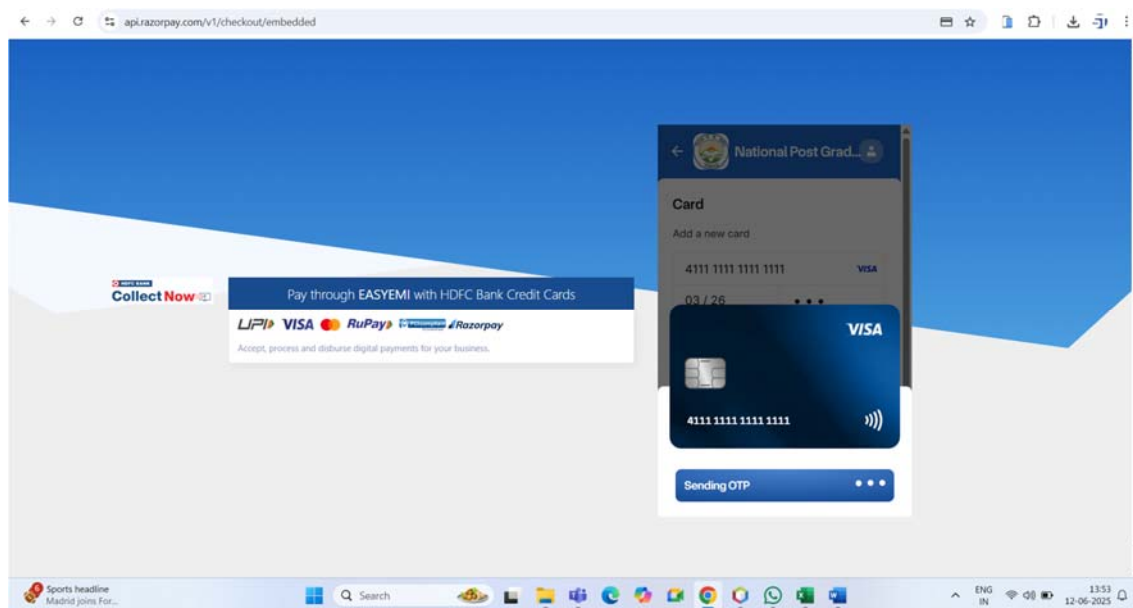 api.razorpay.com/v1/checkout/embedded
National Post Grad...
Card
Add a new card
4111 1111 1111 1111 VISA
03 / 26
HDFC BANK
Collect Now
Pay through EASYEMI with HDFC Bank Credit Cards
UPI VISA RuPay Razorpay
Accept, process and disburse digital payments for your business.
VISA
4111 1111 1111 1111
Sending OTP
Sports headline
Madrid joins For...
Search
ENG
IN
13:53
12-06-2025